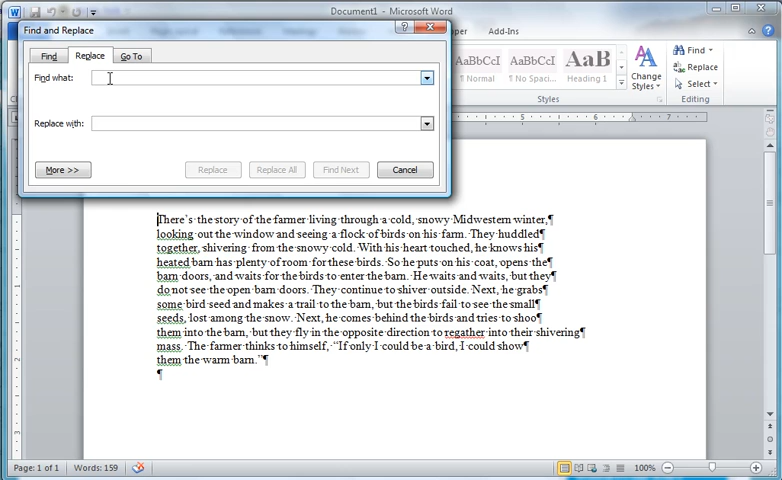 Document1 - Microsoft Word
Find and Replace
Add-Ins
Find
Replace
Go To
Find what:
Replace with:
More >>
Replace
Replace All
Find Next
Cancel
AaBbCcI
AaBbCcI
AaB
¶ Normal
¶ No Spaci...
Heading 1
Change
Styles
Styles
Find
Replace
Select
Editing
5
6
7
There's the story of the farmer living through a cold, snowy Midwestern winter,¶
looking out the window and seeing a flock of birds on his farm. They huddled¶
together, shivering from the snowy cold. With his heart touched, he knows his¶
heated barn has plenty of room for these birds. So he puts on his coat, opens the¶
barn doors, and waits for the birds to enter the barn. He waits and waits, but they¶
do not see the open barn doors. They continue to shiver outside. Next, he grabs¶
some bird seed and makes a trail to the barn, but the birds fail to see the small¶
seeds, lost among the snow. Next, he comes behind the birds and tries to shoo¶
them into the barn, but they fly in the opposite direction to regather into their shivering¶
mass. The farmer thinks to himself, “If only I could be a bird, I could show¶
them the warm barn.”¶
¶
Page: 1 of 1
Words: 159
100%